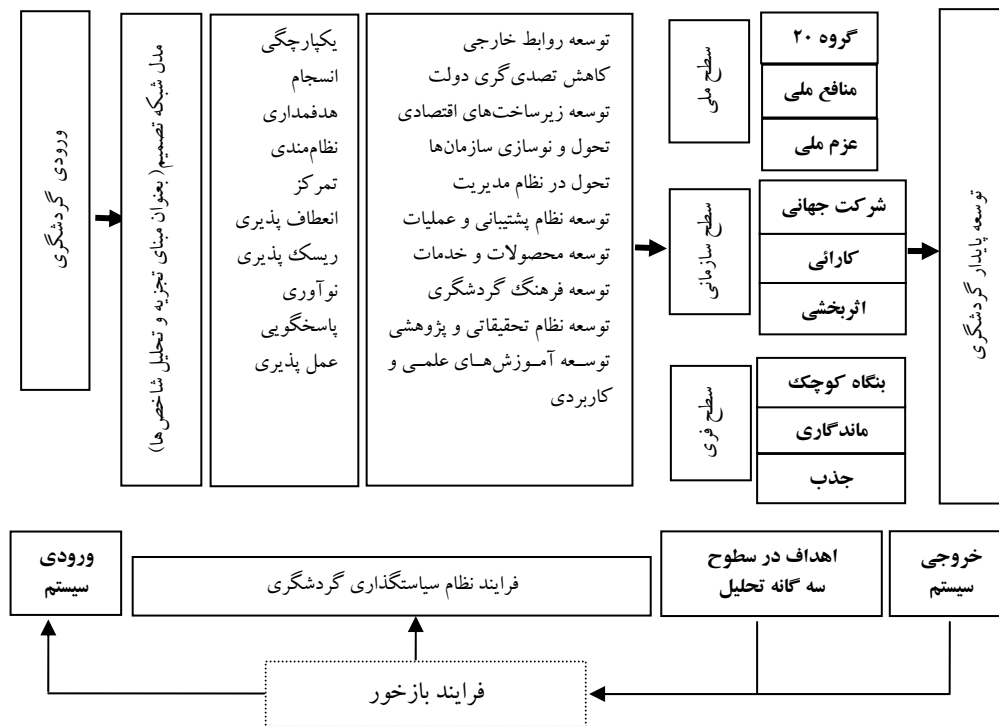 ورودی گردشگری
مدل شبکه تصمیم( بعنوان مبنای تجزیه و تحلیل شاخص‌ها)
یکپارچگی
انسجام
هدفمداری
نظام‌مندی
تمرکز
انعطاف پذیری
ریسک پذیری
نوآوری
پاسخگویی
عمل پذیری
توسعه روابط خارجی
کاهش تصدی‌گری دولت
توسعه زیرساخت‌های اقتصادی
تحول و نوسازی سازمان‌ها
تحول در نظام مدیریت
توسعه نظام پشتیبانی و عملیات
توسعه محصولات و خدمات
توسعه فرهنگ گردشگری
توسعه نظام تحقیقاتی و پژوهشی
توسـعه آمـوزش‌هـای علمـی و
کاربردی
سطح ملی
گروه ۲۰
منافع ملی
عزم ملی
سطح سازمانی
شرکت جهانی
کارائی
اثربخشی
سطح فری
بنگاه کوچک
ماندگاری
جذب
توسعه پایدار گردشگری
ورودی
سیستم
فرایند نظام سیاستگذاری گردشگری
اهداف در سطوح
سه گانه تحلیل
خروجی
سیستم
فرایند بازخور